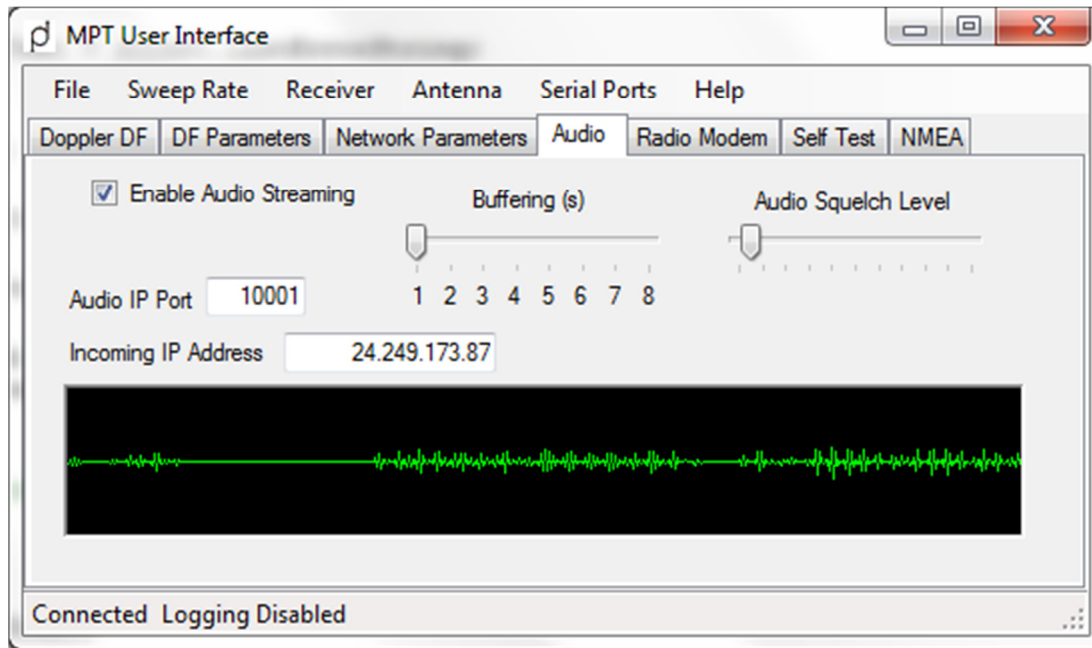 MPT User Interface
File Sweep Rate Receiver Antenna Serial Ports Help
Doppler DF DF Parameters Network Parameters Audio Radio Modem Self Test NMEA
Enable Audio Streaming Buffering (s) Audio Squelch Level
Audio IP Port 10001 1 2 3 4 5 6 7 8
Incoming IP Address 24.249.173.87
Connected Logging Disabled